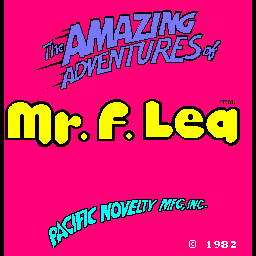 The AMAZING
ADVENTURES of
TM
Mr. F. Lea
PACIFIC NOVELTY MFG, INC.
© 1982